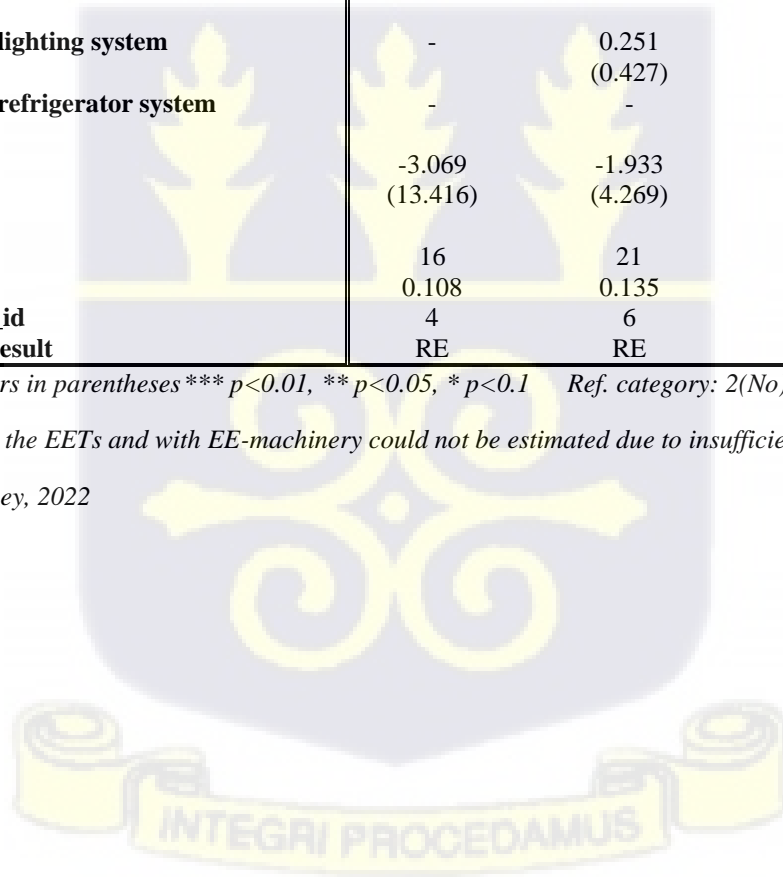 lighting system - 0.251
(0.427)
refrigerator system - -
-3.069 -1.933
(13.416) (4.269)
16 21
0.108 0.135
_id 4 6
esult RE RE
rs in parentheses *** p<0.01, ** p<0.05, * p<0.1 Ref. category: 2(No)
the EETs and with EE-machinery could not be estimated due to insufficie
ey, 2022
INTEGRI PROCEDAMUS